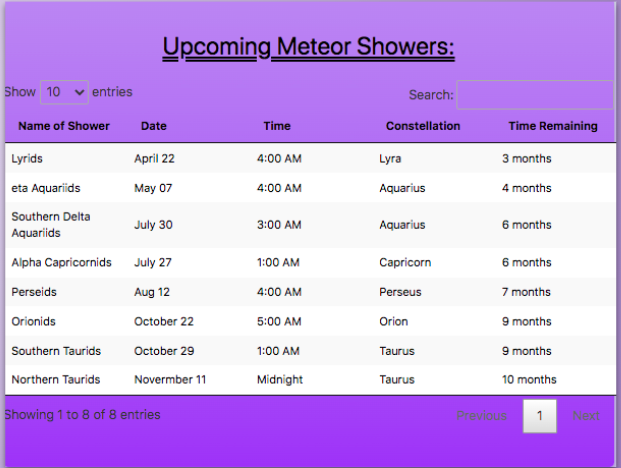 Upcoming Meteor Showers:
Show 10 entries
Search:
Name of Shower Date Time Constellation Time Remaining
Lyrids April 22 4:00 AM Lyra 3 months
eta Aquariids May 07 4:00 AM Aquarius 4 months
Southern Delta
Aquariids July 30 3:00 AM Aquarius 6 months
Alpha Capricornids July 27 1:00 AM Capricorn 6 months
Perseids Aug 12 4:00 AM Perseus 7 months
Orionids October 22 5:00 AM Orion 9 months
Southern Taurids October 29 1:00 AM Taurus 9 months
Northern Taurids Novermber 11 Midnight Taurus 10 months
Showing 1 to 8 of 8 entries
Previous 1 Next